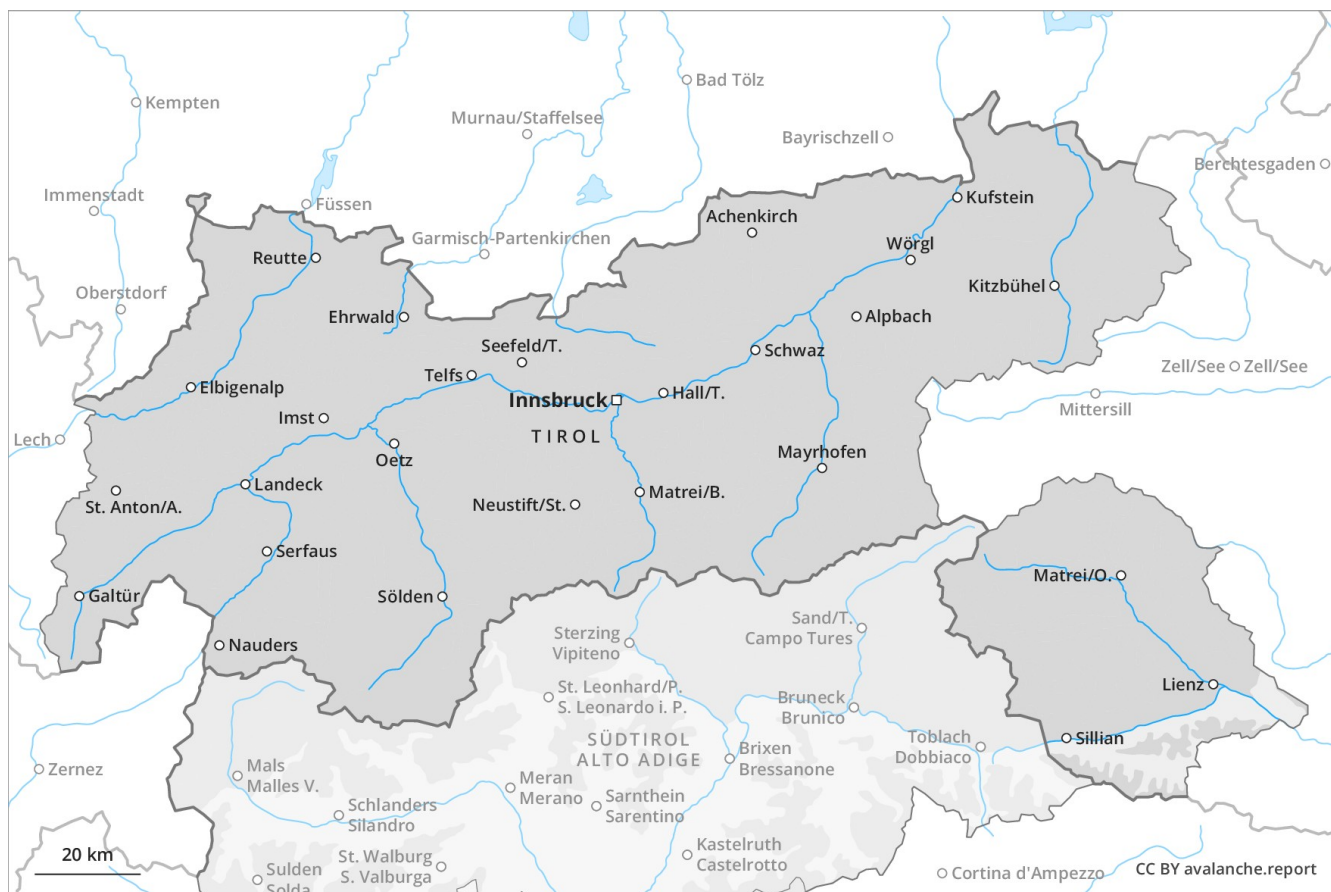 Bad Tölz
Kempten
Murnau/Staffelsee
Bayrischzell
Berchtesgaden
Immenstadt
Füssen
Kufstein
Achenkirch
Garmisch-Partenkirchen
Wörgl
Reutte
Kitzbühel
Oberstdorf
Ehrwald
Alpbach
Seefeld/T.
Schwaz
Zell/See
Zell/See
Telfs
Elbigenalp
Hall/T.
Innsbruck
Mittersill
Imst
TIROL
Lech
Oetz
Mayrhofen
Landeck
Matrei/B.
St. Anton/A.
Neustift/St.
Serfaus
Matrei/O.
Galtür
Sölden
Sand/T.
Campo Tures
Sterzing
Vipiteno
Nauders
Lienz
St. Leonhard/P.
S. Leonardo i. P.
Bruneck
Brunico
SÜDTIROL
ALTO ADIGE
Sillian
Toblach
Dobbiaco
Brixen
Bressanone
Zernez
Mals
Malles V.
Meran
Merano
Sarnthein
Sarentino
Schlanders
Silandro
Kastelruth
Castelrotto
20 km
St. Walburg
S. Valburga
Sulden
Solda
Cortina d'Ampezzo
CC BY avalanche.report